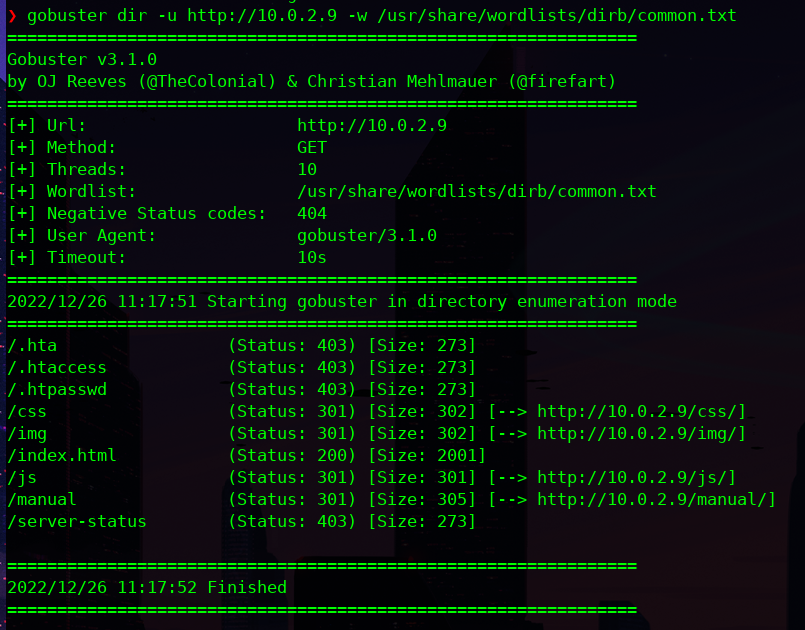 ❯ gobuster dir -u http://10.0.2.9 -w /usr/share/wordlists/dirb/common.txt
===============================================================
Gobuster v3.1.0
by OJ Reeves (@TheColonial) & Christian Mehlmauer (@firefart)
===============================================================
[+] Url:                     http://10.0.2.9
[+] Method:                  GET
[+] Threads:                 10
[+] Wordlist:                /usr/share/wordlists/dirb/common.txt
[+] Negative Status codes:   404
[+] User Agent:              gobuster/3.1.0
[+] Timeout:                 10s
===============================================================
2022/12/26 11:17:51 Starting gobuster in directory enumeration mode
===============================================================
/.hta                 (Status: 403) [Size: 273]
/.htaccess            (Status: 403) [Size: 273]
/.htpasswd            (Status: 403) [Size: 273]
/css                  (Status: 301) [Size: 302] [--> http://10.0.2.9/css/]
/img                  (Status: 301) [Size: 302] [--> http://10.0.2.9/img/]
/index.html           (Status: 200) [Size: 2001]
/js                   (Status: 301) [Size: 301] [--> http://10.0.2.9/js/]
/manual               (Status: 301) [Size: 305] [--> http://10.0.2.9/manual/]
/server-status        (Status: 403) [Size: 273]
===============================================================
2022/12/26 11:17:52 Finished
===============================================================